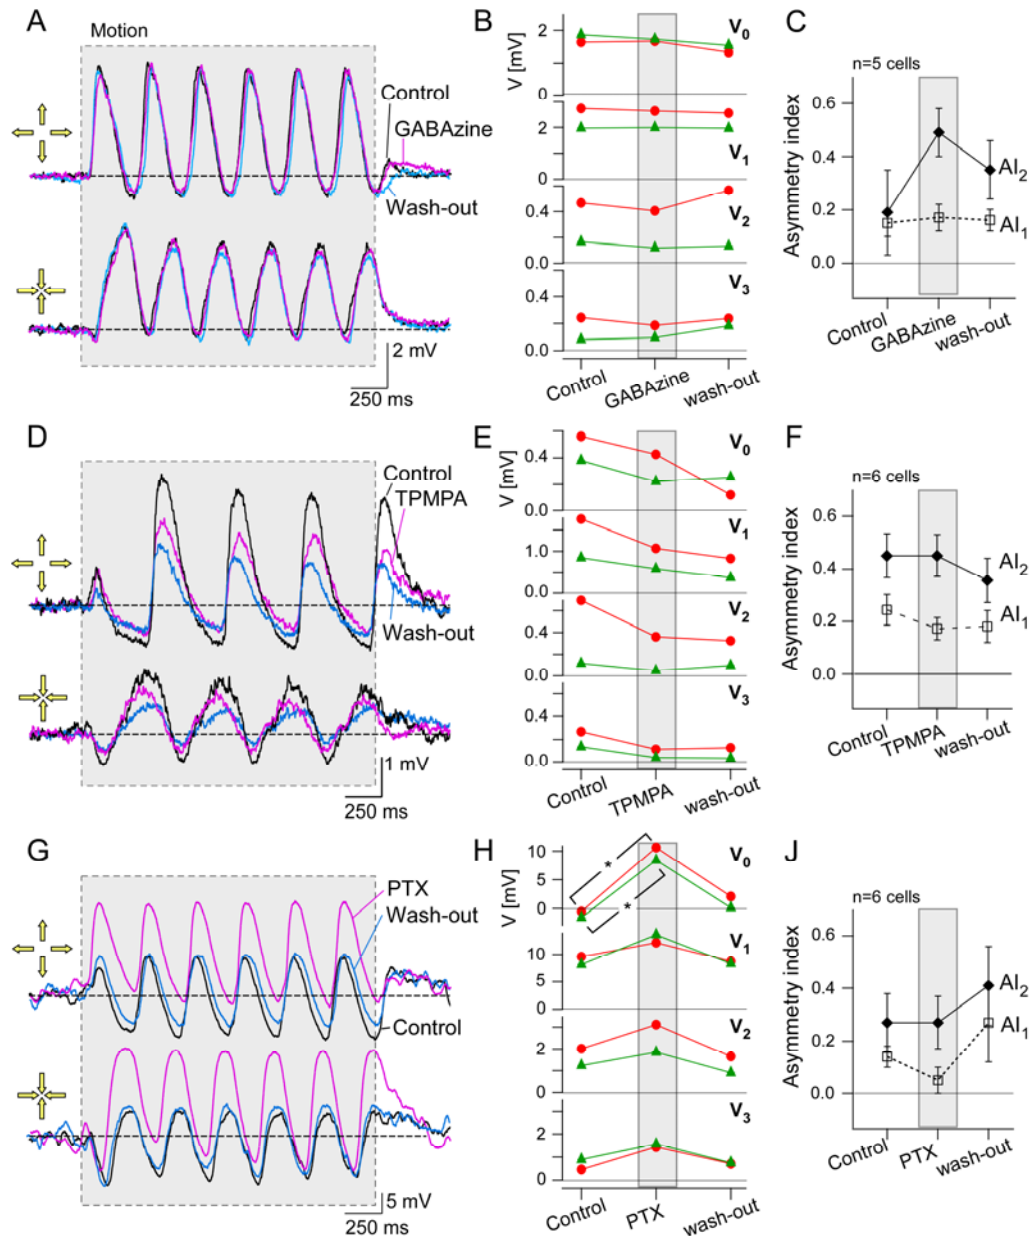 A
Motion
Control
GABAzine
Wash-out
2 mV
250 ms
B
V [mV]
2
0
V0
2
V1
0.4
0
V2
0.4
0.0
V3
Control
GABAzine
wash-out
C
n=5 cells
Asymmetry index
0.6
0.4
0.2
0.0
AI2
AI1
Control
GABAzine
wash-out
D
Control
TPMPA
Wash-out
1 mV
250 ms
E
V [mV]
0.4
0
V0
1.0
0
V1
0.4
0
V2
0.4
0.0
V3
Control
TPMPA
wash-out
F
n=6 cells
Asymmetry index
0.6
0.4
0.2
0.0
AI2
AI1
Control
TPMPA
wash-out
G
PTX
Wash-out
Control
5 mV
250 ms
H
V [mV]
10
5
0
*
*
V0
10
0
V1
2
0
V2
2
0
V3
Control
PTX
wash-out
J
n=6 cells
Asymmetry index
0.6
0.4
0.2
0.0
AI2
AI1
Control
PTX
wash-out